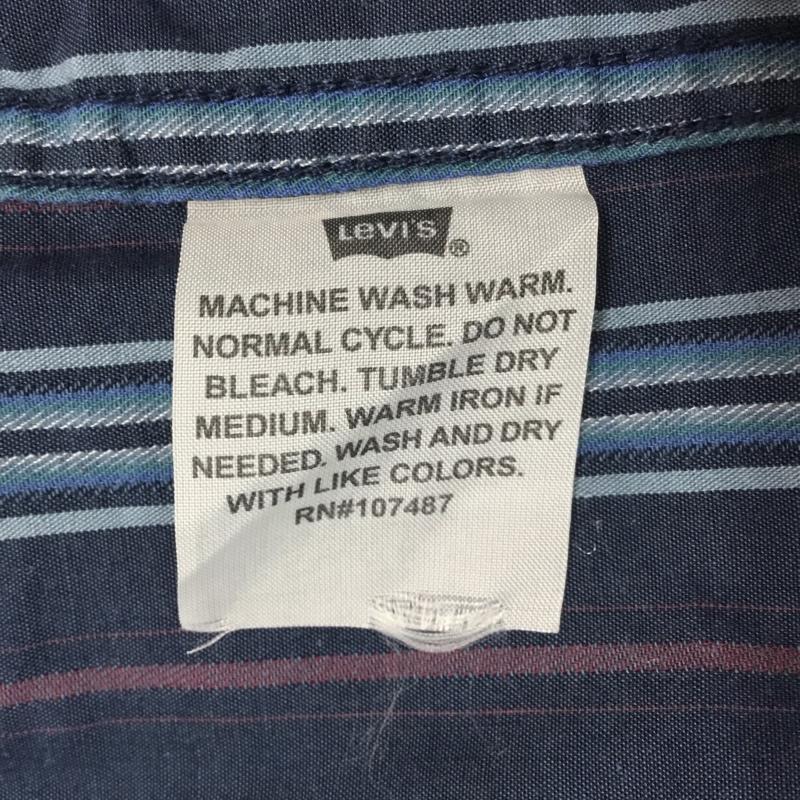 Levi's®
MACHINE WASH WARM.
NORMAL CYCLE. DO NOT
BLEACH. TUMBLE DRY
MEDIUM. WARM IRON IF
NEEDED. WASH AND DRY
WITH LIKE COLORS.
RN#107487